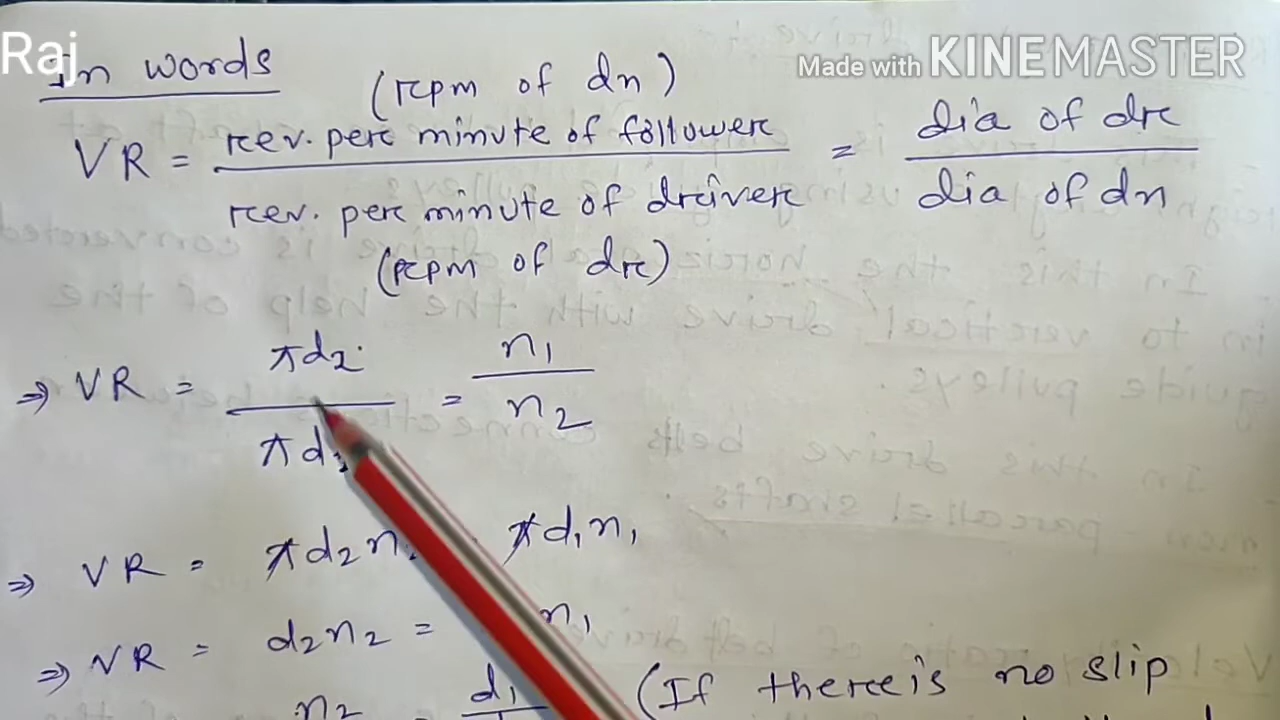 Raj
Made with KINEMASTER
In words
(rpm of dn)
VR = rev. per minute of follower / rev. per minute of driver = dia of dr / dia of dn
(rpm of dr)
⇒ VR = πd2 / πd1 = n1 / n2
⇒ VR = πd2n πd1n1
⇒ VR = d2n2 = n1
n2 d1 (If there is no slip